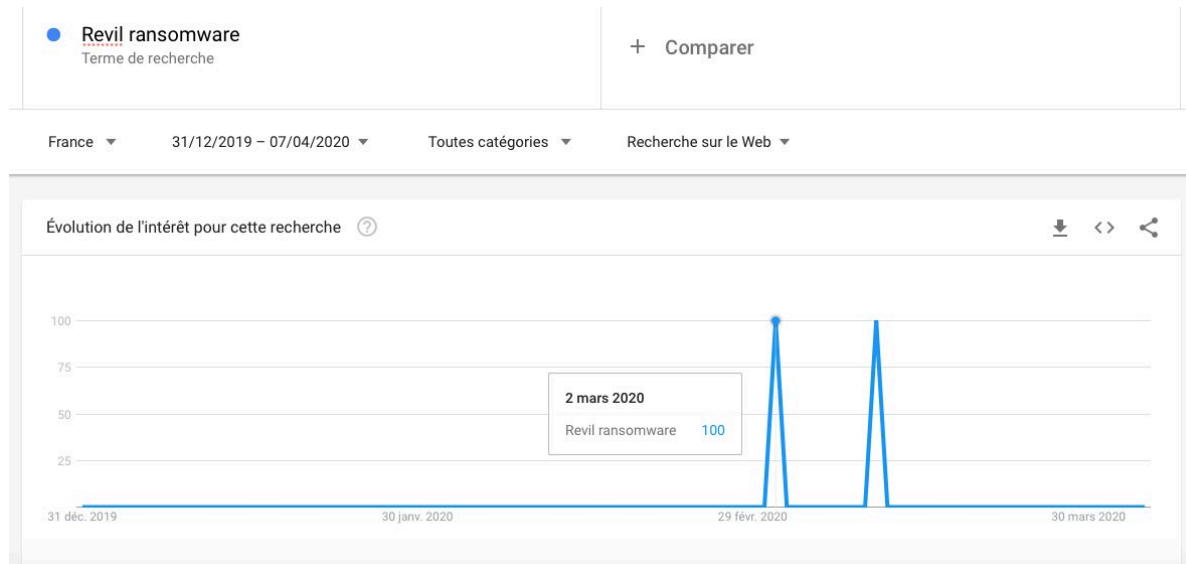 Revil ransomware
Terme de recherche
+ Comparer
France
31/12/2019 – 07/04/2020
Toutes catégories
Recherche sur le Web
Évolution de l'intérêt pour cette recherche
?
100
75
50
25
2 mars 2020
Revil ransomware 100
31 déc. 2019
30 janv. 2020
29 févr. 2020
30 mars 2020